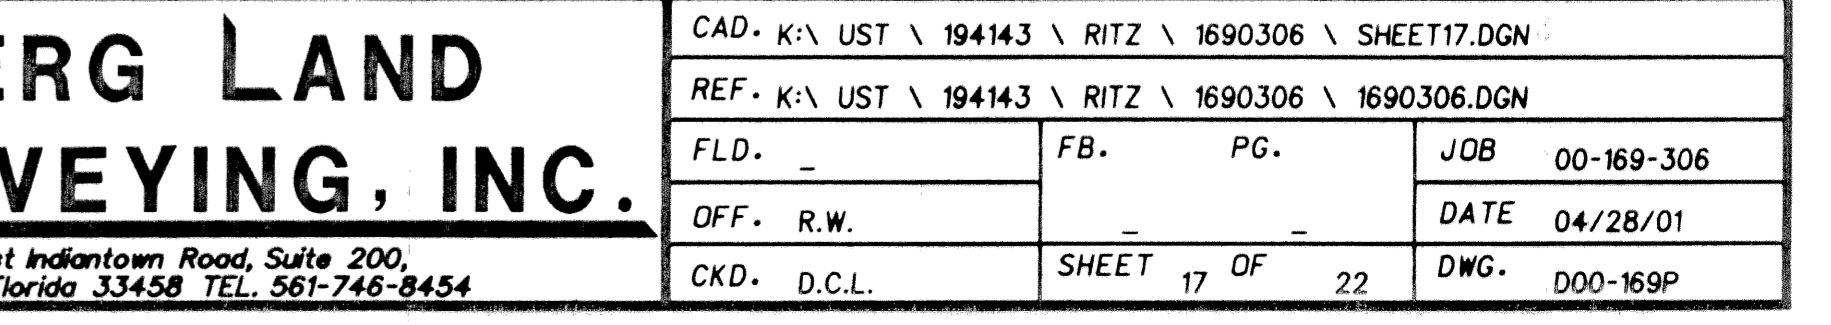 ERG LAND
VEYING, INC.
st Indiantown Road, Suite 200,
Florida 33458 TEL. 561-746-8454
CAD. K:\ UST \ 194143 \ RITZ \ 1690306 \ SHEET17.DGN
REF. K:\ UST \ 194143 \ RITZ \ 1690306 \ 1690306.DGN
FLD. _
FB. _ PG. _
JOB 00-169-306
OFF. R.W.
DATE 04/28/01
CKD. D.C.L.
SHEET 17 OF 22
DWG. D00-169P